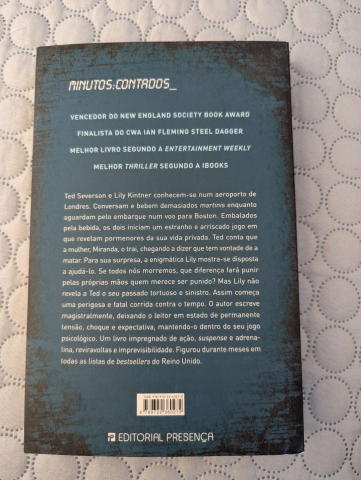 MINUTOS:CONTADOS_
VENCEDOR DO NEW ENGLAND SOCIETY BOOK AWARD
FINALISTA DO CWA IAN FLEMING STEEL DAGGER
MELHOR LIVRO SEGUNDO A ENTERTAINMENT WEEKLY
MELHOR THRILLER SEGUNDO A IBOOKS
Ted Severson e Lily Kintner conhecem-se num aeroporto de
Londres. Conversam e bebem demasiados martinis enquanto
aguardam pelo embarque num voo para Boston. Embalados
pela bebida, os dois iniciam um estranho e arriscado jogo em
que revelam pormenores da sua vida privada. Ted conta que
a mulher, Miranda, o trai, chegando a dizer que tem vontade de a
matar. Para sua surpresa, a enigmática Lily mostra-se disposta
a ajudá-lo. Se todos nós morremos, que diferença fará punir
pelas próprias mãos quem merece ser punido? Mas Lily não
revela a Ted o seu passado tortuoso e sinistro. Assim começa
uma perigosa e fatal corrida contra o tempo. O autor escreve
magistralmente, deixando o leitor em estado de permanente
tensão, choque e expectativa, mantendo-o dentro do seu jogo
psicológico. Um livro impregnado de ação, suspense e adrena-
lina, reviravoltas e imprevisibilidade. Figurou durante meses em
todas as listas de bestsellers do Reino Unido.
EDITORIAL PRESENÇA